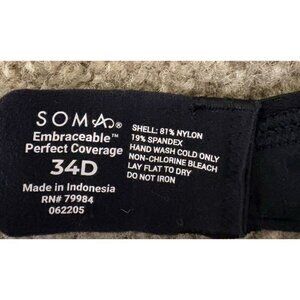 SOMA®
Embraceable™
Perfect Coverage
34D
Made in Indonesia
RN# 79984
062205
SHELL: 81% NYLON
19% SPANDEX
HAND WASH COLD ONLY
NON-CHLORINE BLEACH
LAY FLAT TO DRY
DO NOT IRON